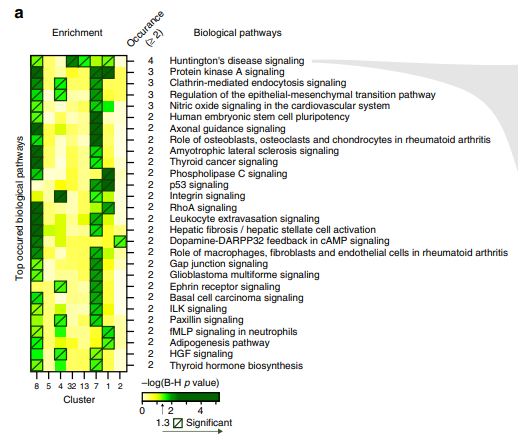 a
Enrichment
Occurance
(≥ 2)
Biological pathways
Top occured biological pathways
4 Huntington's disease signaling
3 Protein kinase A signaling
3 Clathrin-mediated endocytosis signaling
3 Regulation of the epithelial-mesenchymal transition pathway
3 Nitric oxide signaling in the cardiovascular system
2 Human embryonic stem cell pluripotency
2 Axonal guidance signaling
2 Role of osteoblasts, osteoclasts and chondrocytes in rheumatoid arthritis
2 Amyotrophic lateral sclerosis signaling
2 Thyroid cancer signaling
2 Phospholipase C signaling
2 p53 signaling
2 Integrin signaling
2 RhoA signaling
2 Leukocyte extravasation signaling
2 Hepatic fibrosis / hepatic stellate cell activation
2 Dopamine-DARPP32 feedback in cAMP signaling
2 Role of macrophages, fibroblasts and endothelial cells in rheumatoid arthritis
2 Gap junction signaling
2 Glioblastoma multiforme signaling
2 Ephrin receptor signaling
2 Basal cell carcinoma signaling
2 ILK signaling
2 Paxillin signaling
2 fMLP signaling in neutrophils
2 Adipogenesis pathway
2 HGF signaling
2 Thyroid hormone biosynthesis
8 5 4 32 13 7 1 2
Cluster
–log(B-H p value)
0 2 4
1.3 Significant